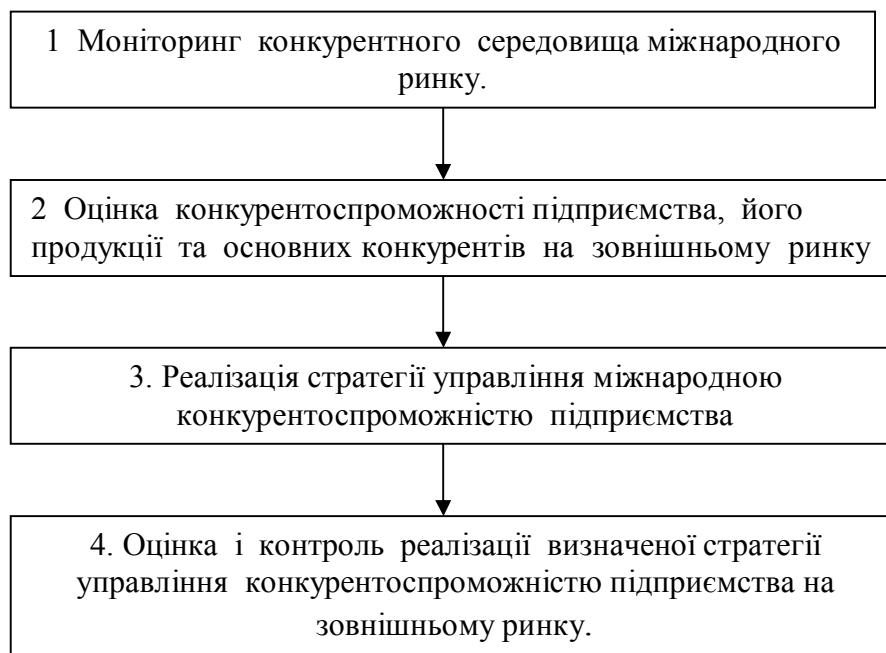 1 Моніторинг конкурентного середовища міжнародного
ринку.
2 Оцінка конкурентоспроможності підприємства, його
продукції та основних конкурентів на зовнішньому ринку
3. Реалізація стратегії управління міжнародною
конкурентоспроможністю підприємства
4. Оцінка і контроль реалізації визначеної стратегії
управління конкурентоспроможністю підприємства на
зовнішньому ринку.